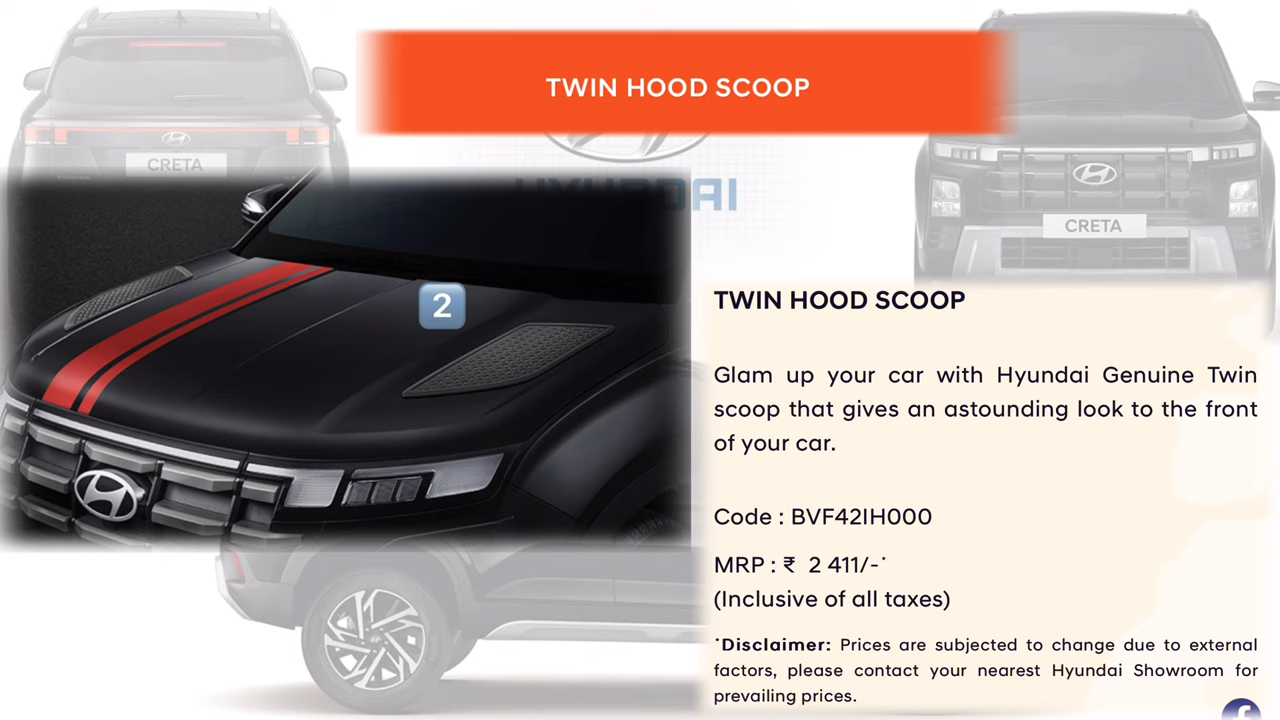 TWIN HOOD SCOOP
HYUNDAI
CRETA
CRETA
2
TWIN HOOD SCOOP
Glam up your car with Hyundai Genuine Twin
scoop that gives an astounding look to the front
of your car.
Code : BVF42IH000
MRP : ₹ 2 411/-*
(Inclusive of all taxes)
*Disclaimer: Prices are subjected to change due to external
factors, please contact your nearest Hyundai Showroom for
prevailing prices.